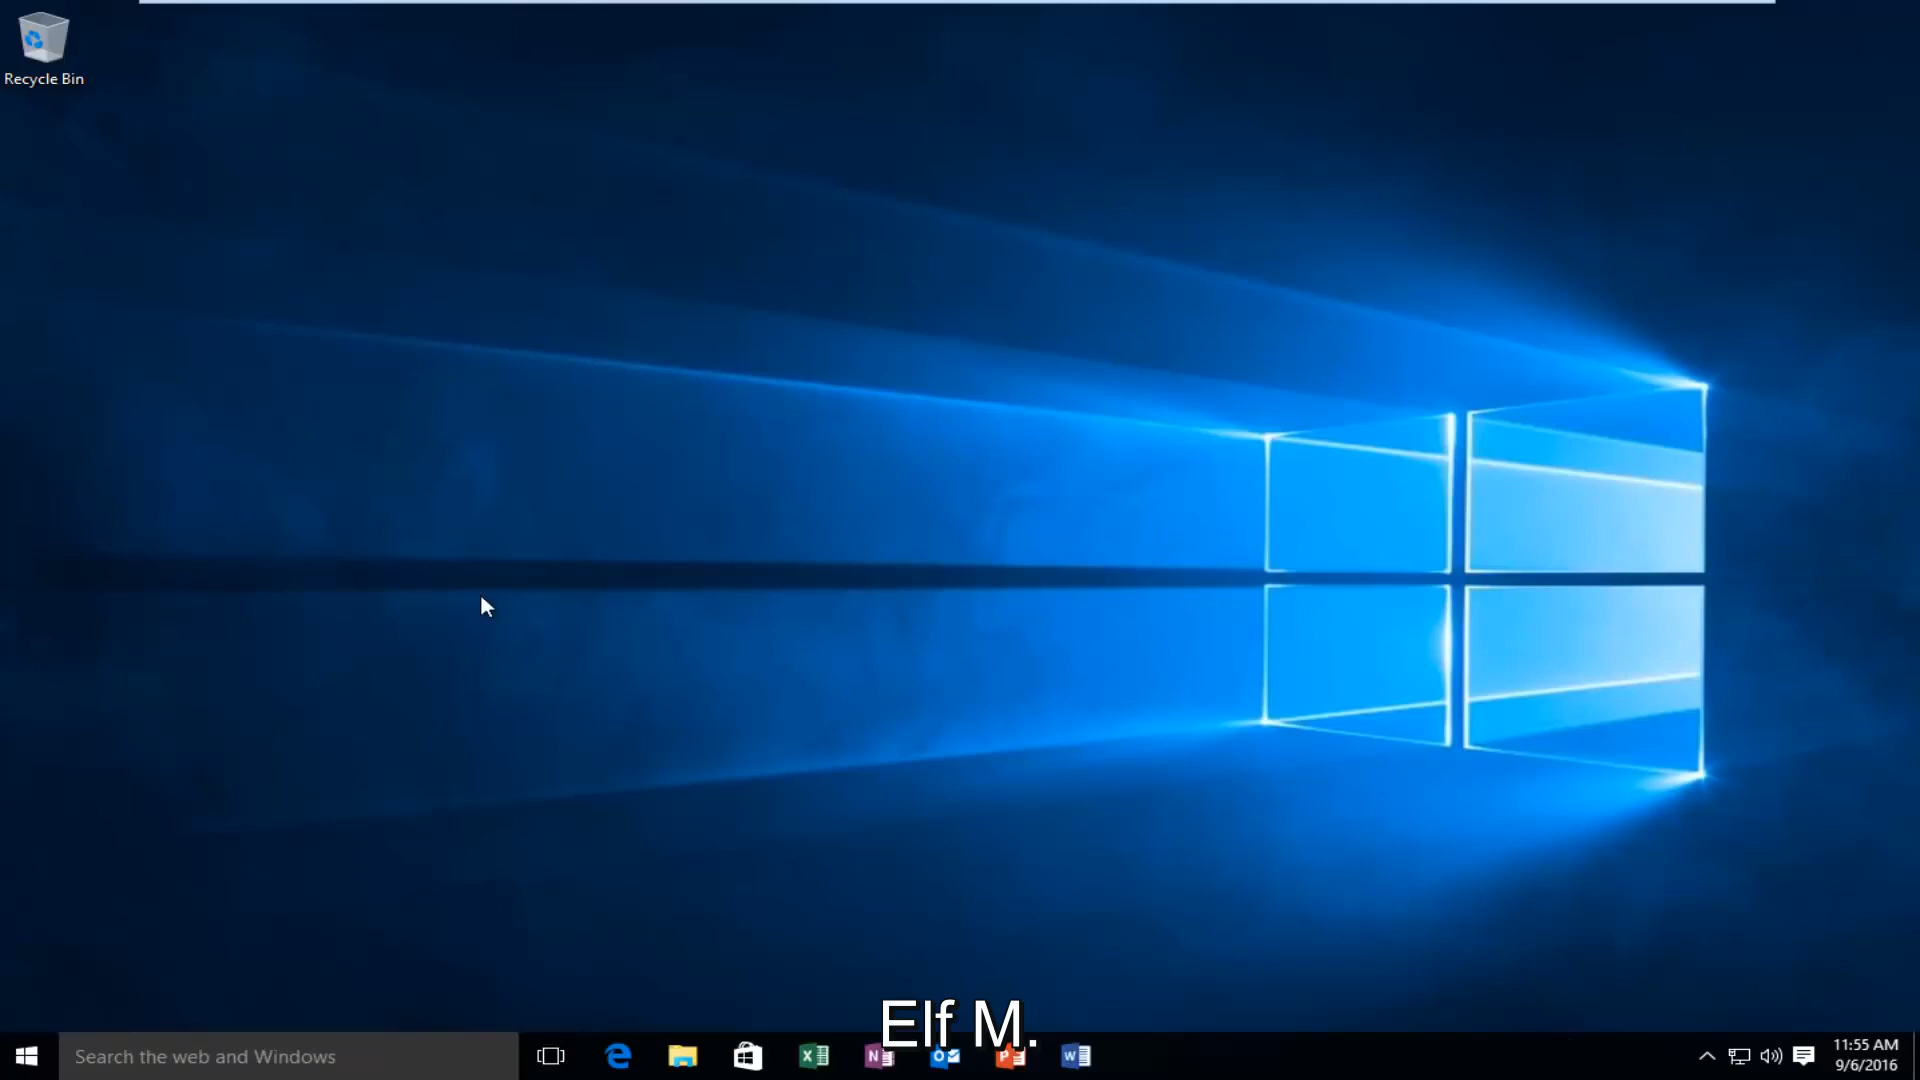 Recycle Bin
Elf M.
Search the web and Windows
11:55 AM
9/6/2016